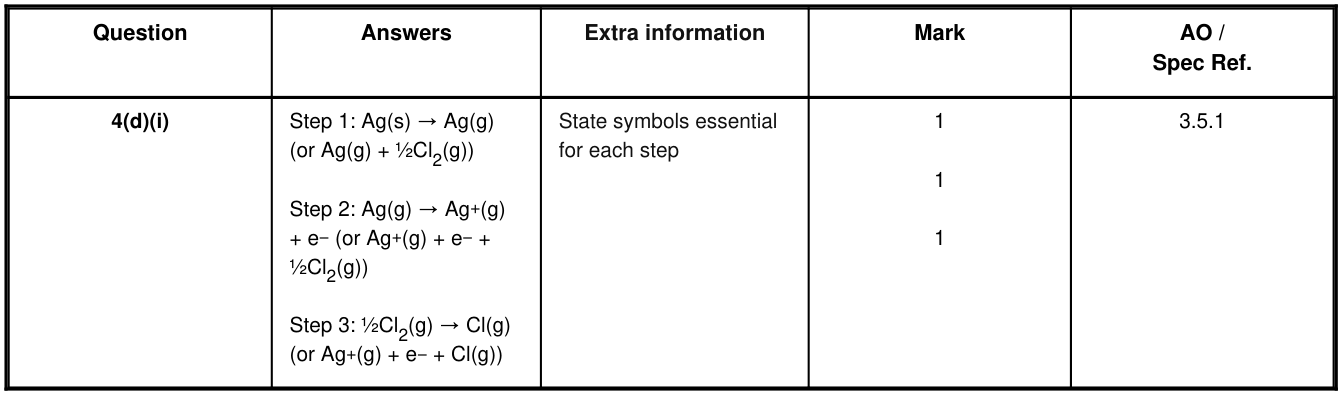 Question Answers Extra information Mark AO /
Spec Ref.
4(d)(i)
Step 1: Ag(s) → Ag(g)
(or Ag(g) + ½Cl₂(g))
Step 2: Ag(g) → Ag+(g)
+ e− (or Ag+(g) + e− +
½Cl₂(g))
Step 3: ½Cl₂(g) → Cl(g)
(or Ag+(g) + e− + Cl(g))
State symbols essential
for each step
1
1
1
3.5.1